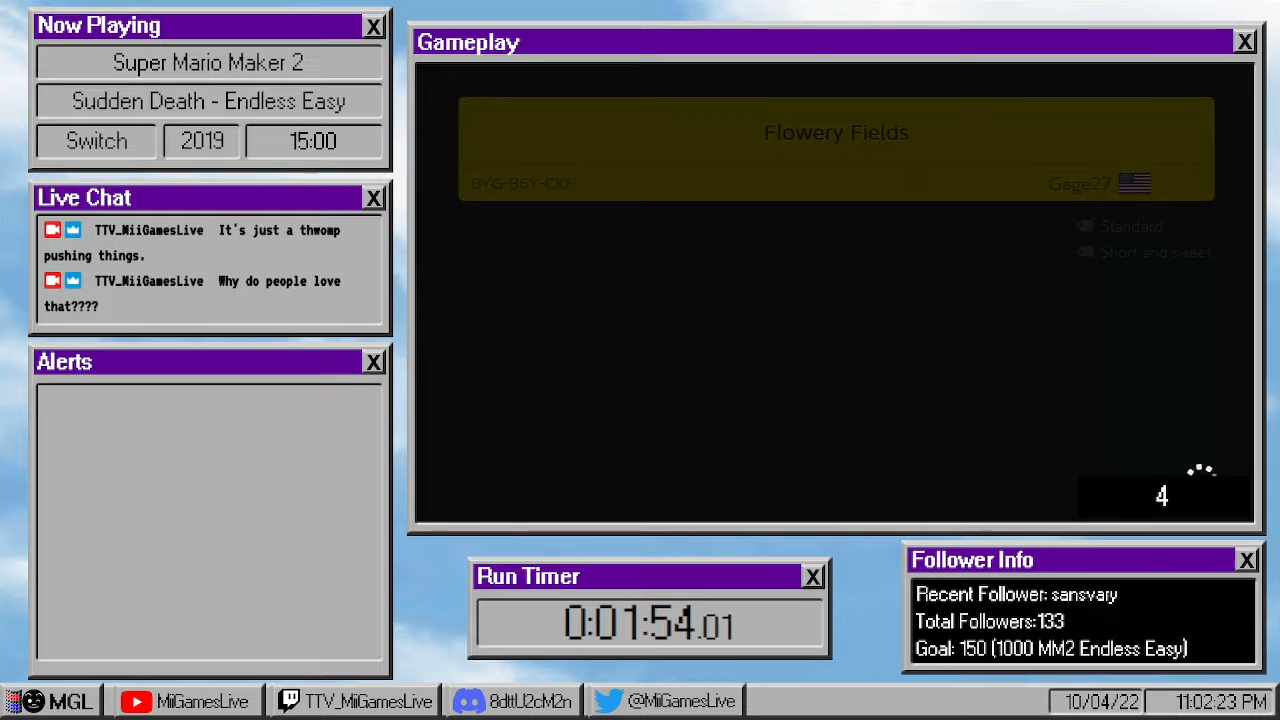 Now Playing
X
Super Mario Maker 2
Sudden Death - Endless Easy
Switch
2019
15:00
Live Chat
X
TTV_MiiGamesLive It's just a thwomp
pushing things.
TTV_MiiGamesLive Why do people love
that????
Alerts
X
Gameplay
X
Flowery Fields
0YG-B6Y-CKF
Gage27
Standard
Short and sweet
4
Run Timer
X
0:01:54.01
Follower Info
X
Recent Follower: sansvary
Total Followers:133
Goal: 150 (1000 MM2 Endless Easy)
MGL
MiiGamesLive
TTV_MiiGamesLive
8dttU2cM2n
@MiiGamesLive
10/04/22
11:02:23 PM